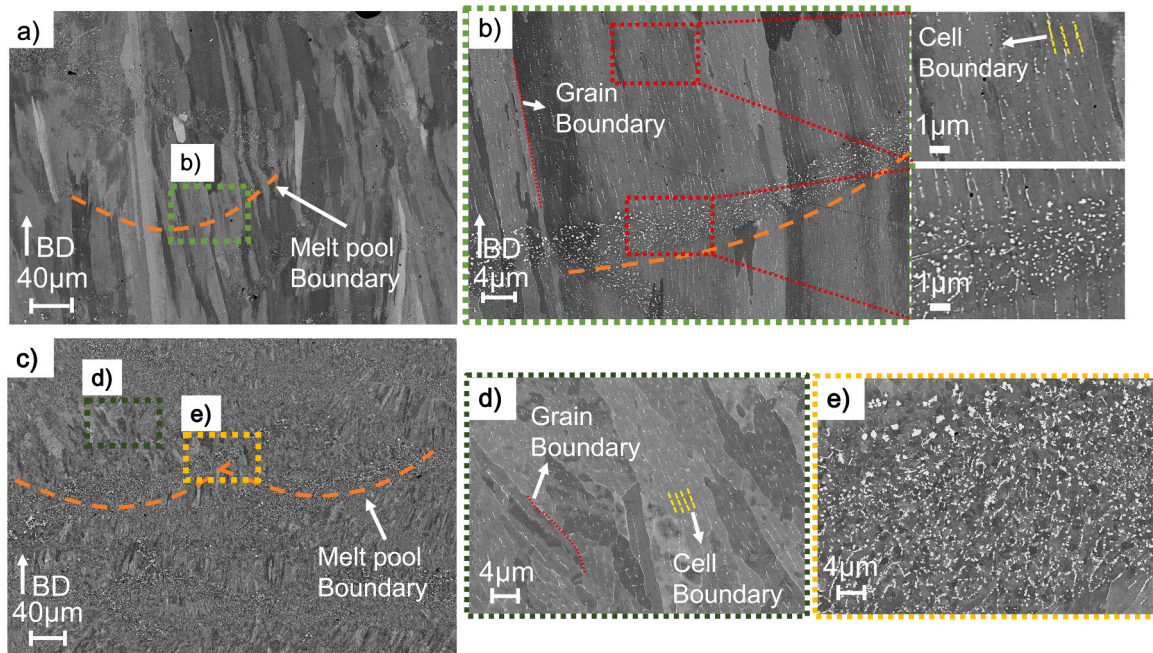 a)
b)
Melt pool
Boundary
BD
40μm
b)
Grain
Boundary
BD
4μm
Cell
Boundary
1μm
1μm
c)
d)
e)
Melt pool
Boundary
BD
40μm
d)
Grain
Boundary
Cell
Boundary
4μm
e)
4μm